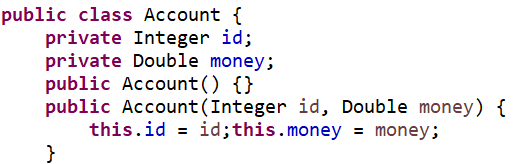 public class Account {
    private Integer id;
    private Double money;
    public Account() {}
    public Account(Integer id, Double money) {
        this.id = id;this.money = money;
    }